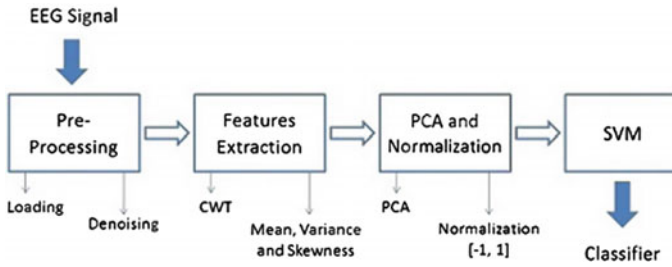 EEG Signal
Pre-
Processing
Features
Extraction
PCA and
Normalization
SVM
Loading
Denoising
CWT
Mean, Variance
and Skewness
PCA
Normalization
[-1, 1]
Classifier